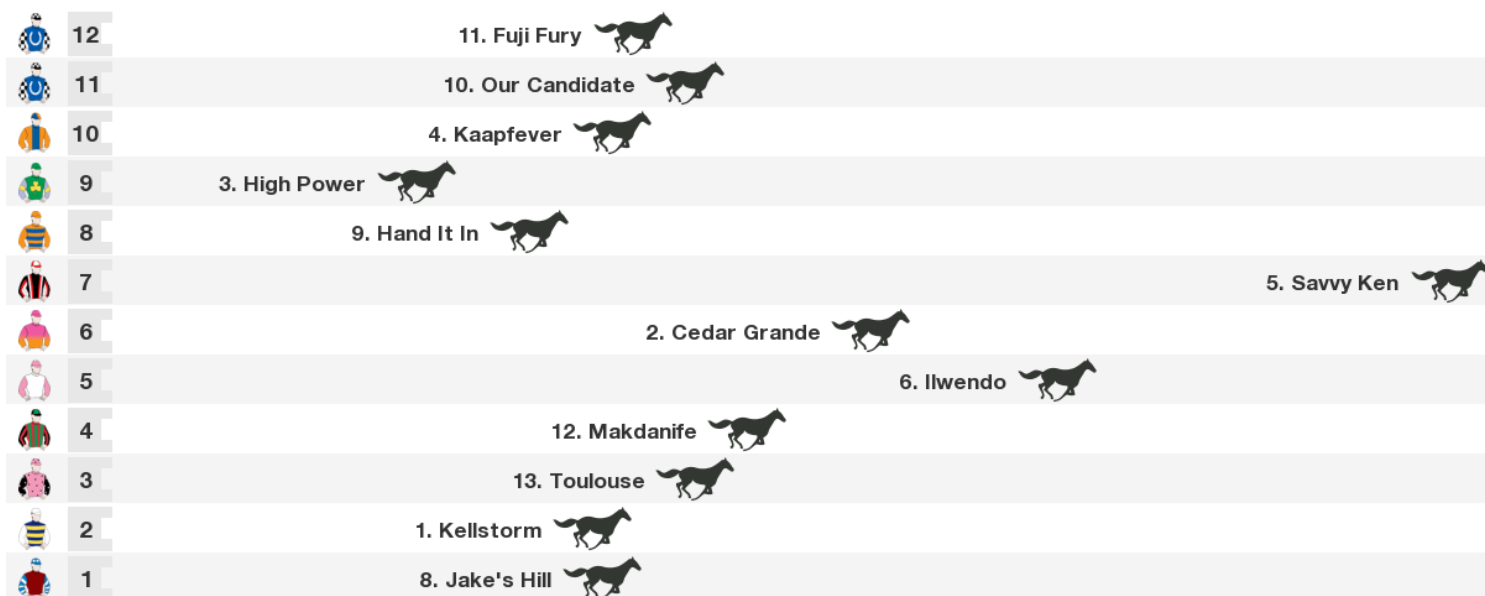 12 11. Fuji Fury
11 10. Our Candidate
10 4. Kaapfever
9 3. High Power
8 9. Hand It In
7 5. Savvy Ken
6 2. Cedar Grande
5 6. Ilwendo
4 12. Makdanife
3 13. Toulouse
2 1. Kellstorm
1 8. Jake's Hill